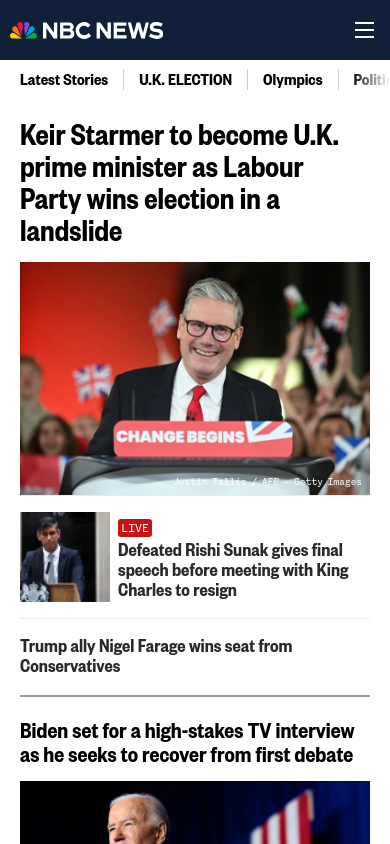 NBC NEWS
Latest Stories
U.K. ELECTION
Olympics
Keir Starmer to become U.K.
prime minister as Labour
Party wins election in a
landslide
CHANGE BEGINS
Justin Tallis / AFP - Getty Images
LIVE
Defeated Rishi Sunak gives final
speech before meeting with King
Charles to resign
Trump ally Nigel Farage wins seat from
Conservatives
Biden set for a high-stakes TV interview
as he seeks to recover from first debate